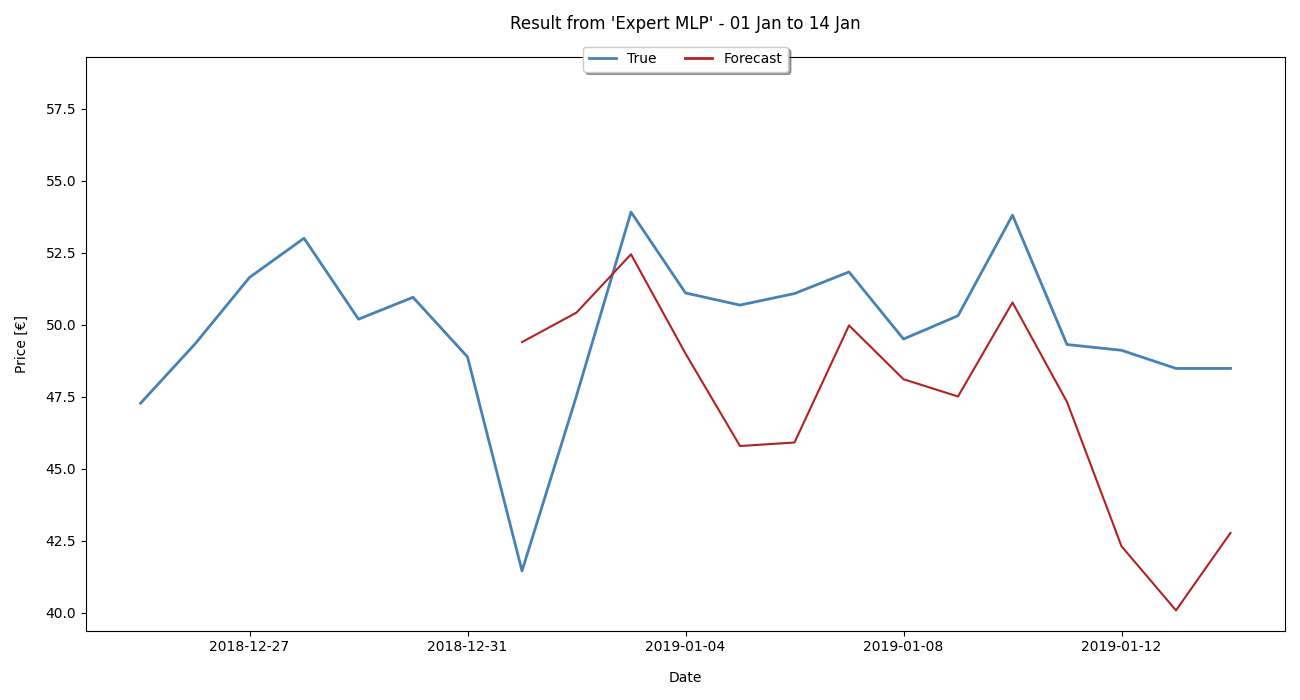 Result from 'Expert MLP' - 01 Jan to 14 Jan
True Forecast
57.5
55.0
52.5
50.0
47.5
45.0
42.5
40.0
Price [€]
2018-12-27 2018-12-31 2019-01-04 2019-01-08 2019-01-12
Date